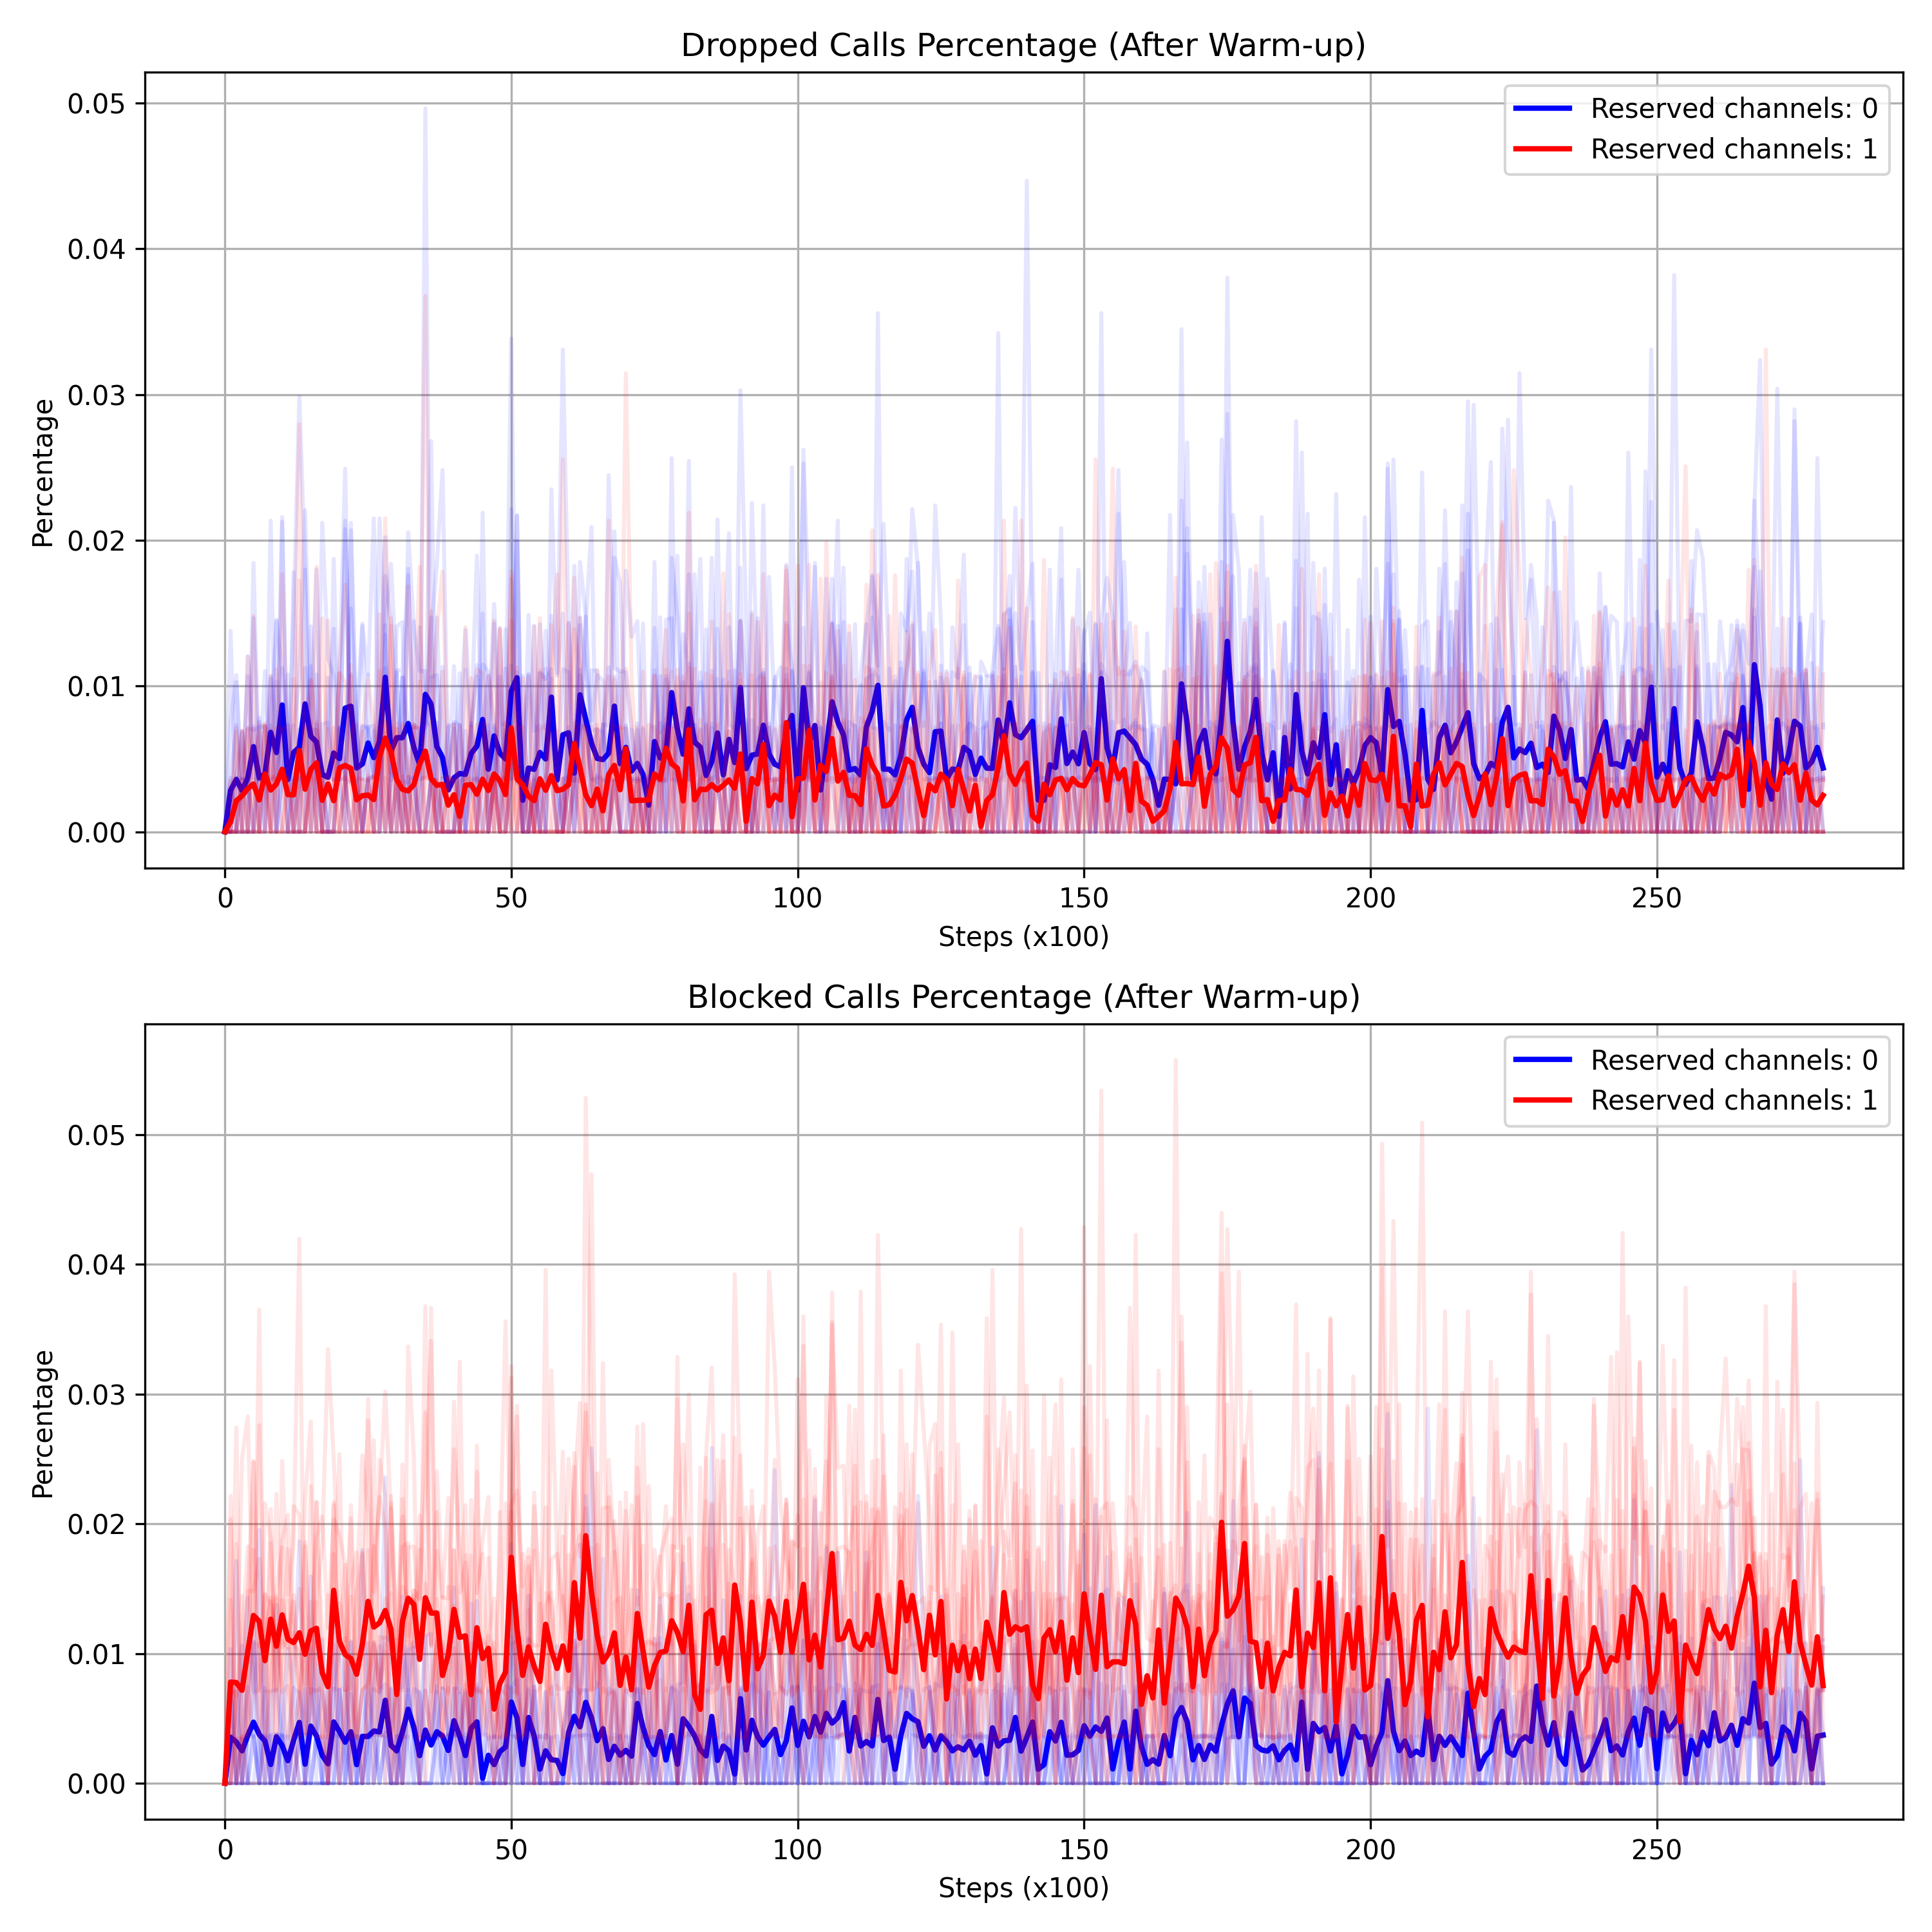 Dropped Calls Percentage (After Warm-up)
Reserved channels: 0
Reserved channels: 1
0.05
0.04
0.03
0.02
0.01
0.00
Percentage
0 50 100 150 200 250
Steps (x100)
Blocked Calls Percentage (After Warm-up)
Reserved channels: 0
Reserved channels: 1
0.05
0.04
0.03
0.02
0.01
0.00
Percentage
0 50 100 150 200 250
Steps (x100)